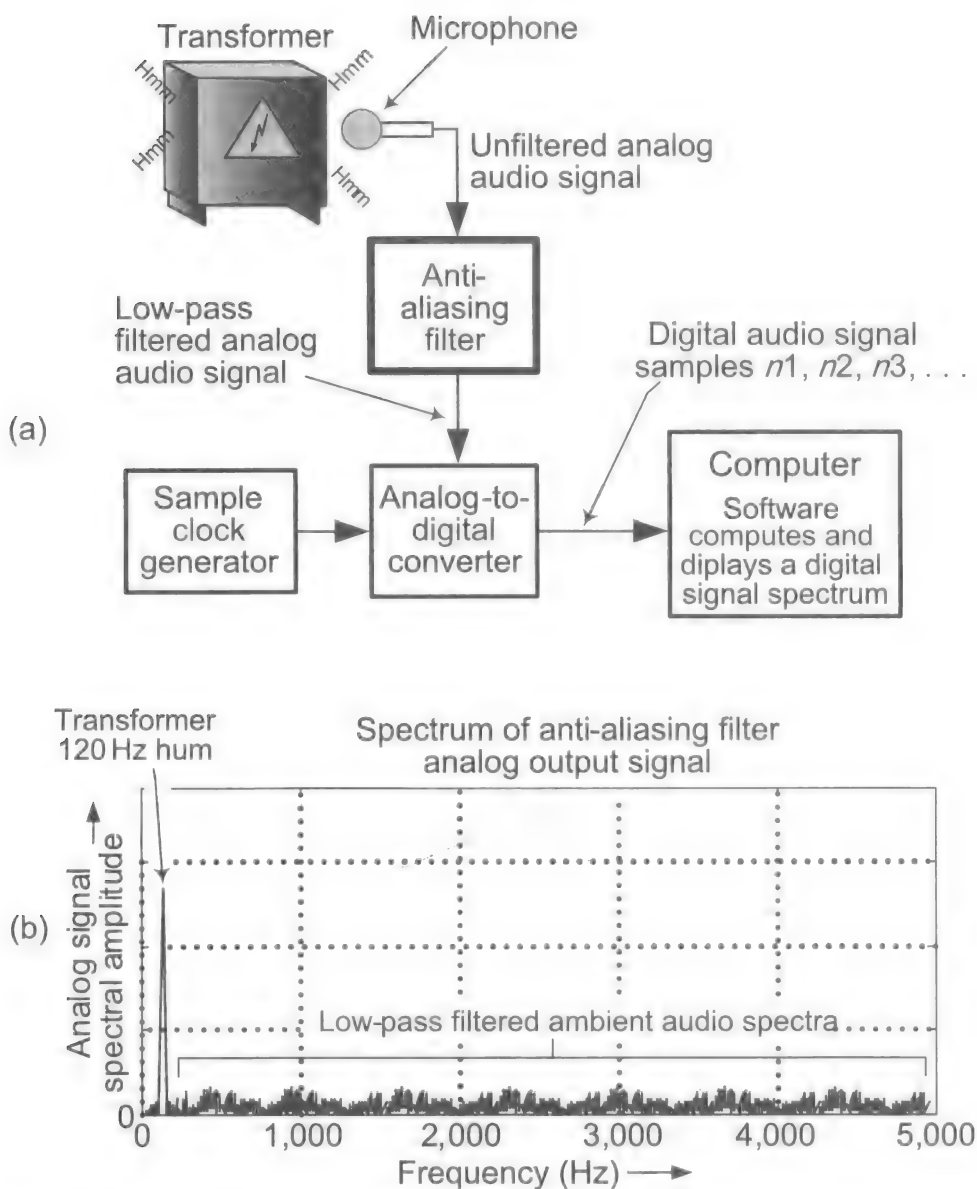 Transformer
Microphone
Hmm
Hmm
Hmm
Hmm
Unfiltered analog
audio signal
Anti-
aliasing
filter
Low-pass
filtered analog
audio signal
Digital audio signal
samples n1, n2, n3, . . .
(a)
Sample
clock
generator
Analog-to-
digital
converter
Computer
Software
computes and
diplays a digital
signal spectrum
Transformer
120 Hz hum
Spectrum of anti-aliasing filter
analog output signal
(b)
Analog signal
spectral amplitude
Low-pass filtered ambient audio spectra
0
0
1,000
2,000
3,000
4,000
5,000
Frequency (Hz)